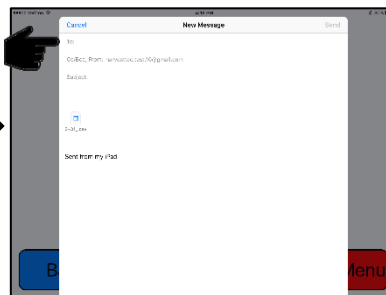 Cancel New Message Send
To:
Cc/Bcc, From:
Subject:
Sent from my iPad
B Menu